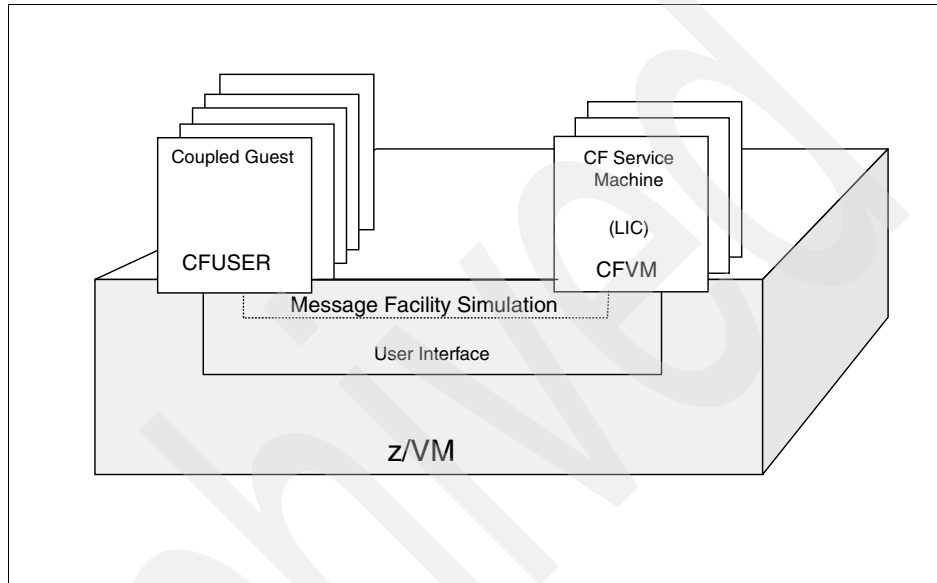 Coupled Guest
CFUSER
CF Service
Machine
(LIC)
CFVM
Message Facility Simulation
User Interface
z/VM